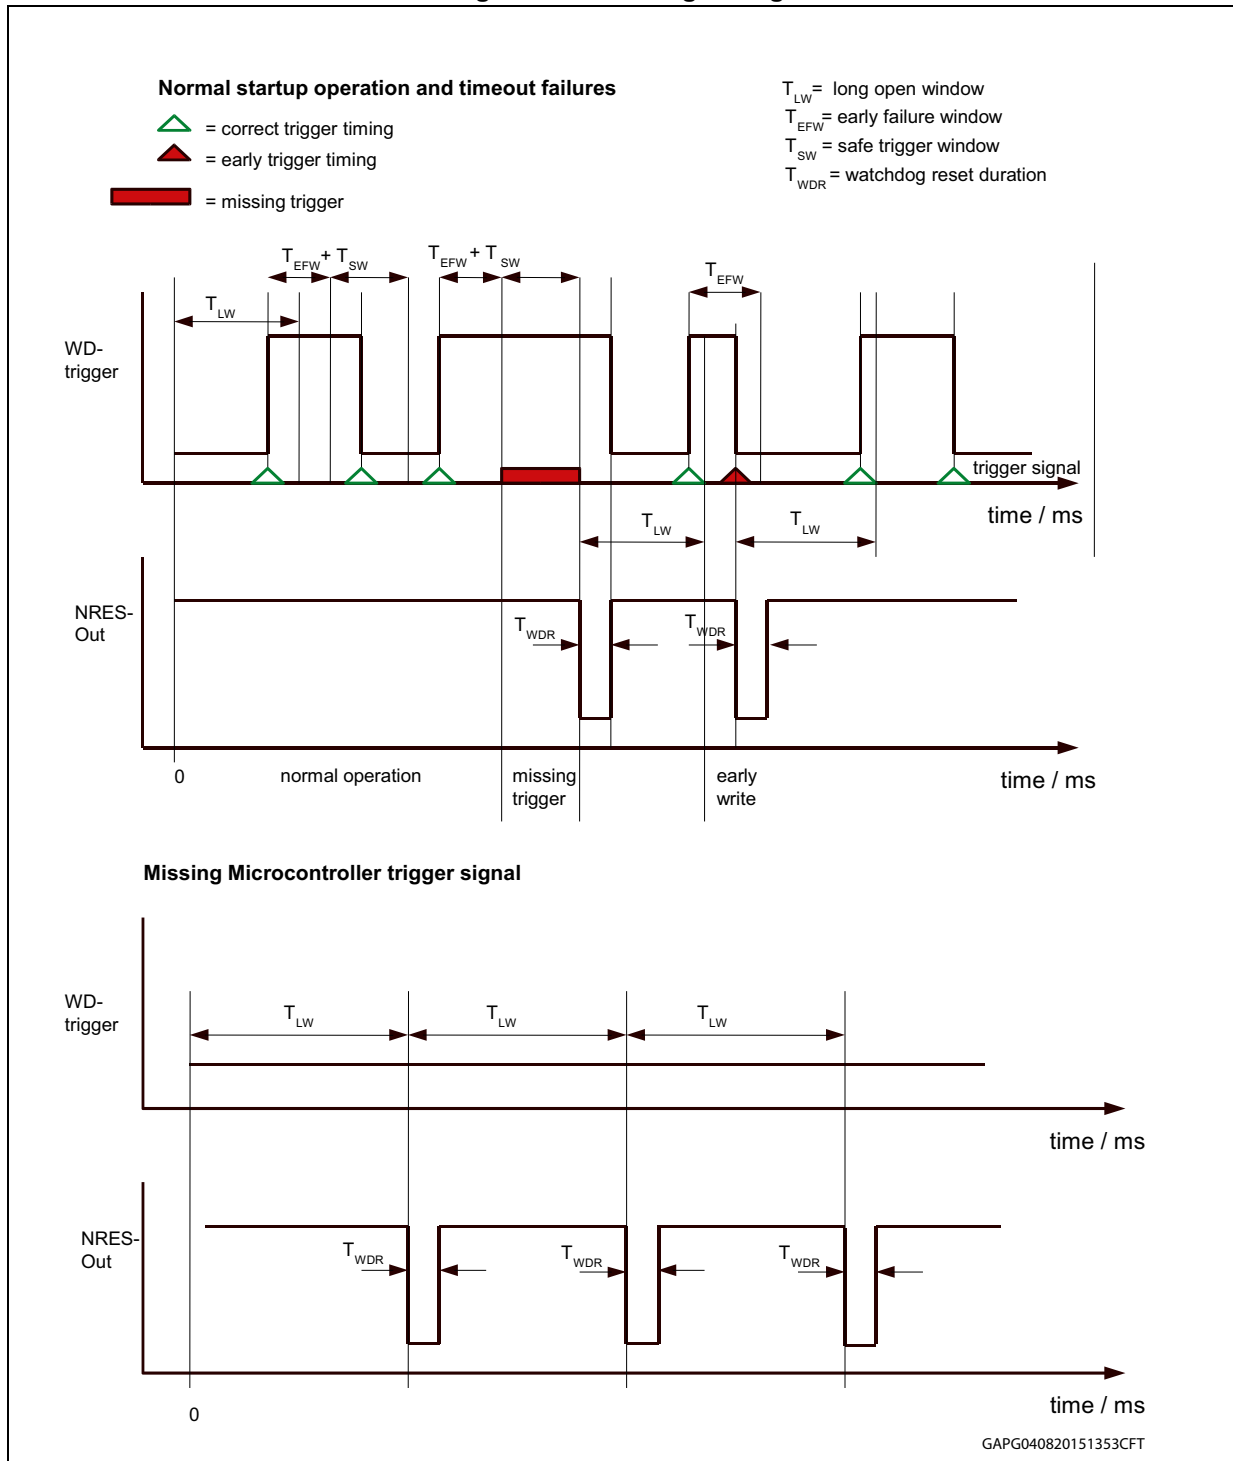 Normal startup operation and timeout failures
= correct trigger timing
= early trigger timing
= missing trigger
TLW= long open window
TEFW= early failure window
TSW = safe trigger window
TWDR = watchdog reset duration
TEFW + TSW
TEFW + TSW
TEFW
TLW
WD-
trigger
trigger signal
time / ms
TLW
TLW
NRES-
Out
TWDR
TWDR
0
normal operation
missing
trigger
early
write
time / ms
Missing Microcontroller trigger signal
WD-
trigger
TLW
TLW
TLW
time / ms
NRES-
Out
TWDR
TWDR
TWDR
0
time / ms
GAPG040820151353CFT